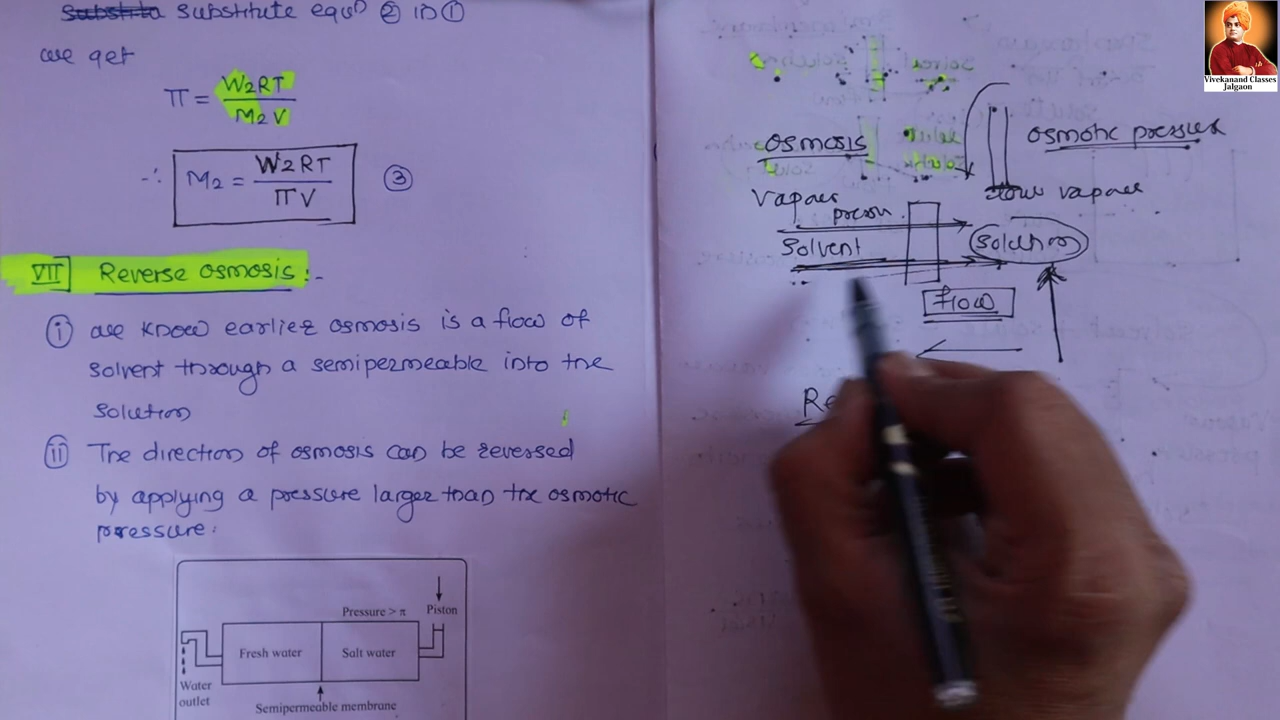 substitute equⁿ ② in ①
we get
π = W2RT / M2V
∴ M2 = W2RT / πV ③
VII] Reverse osmosis:-
ⓘ we know earlier osmosis is a flow of
solvent through a semipermeable into the
solution
ⓘⓘ The direction of osmosis can be reversed
by applying a pressure larger than the osmotic
pressure.
Pressure > π
Piston
Fresh water
Salt water
Water
outlet
Semipermeable membrane
Vivekanand Classes
Jalgaon
osmosis
osmotic pressure
low vapour
Vapour
pressu.
solvent
solution
flow
Re